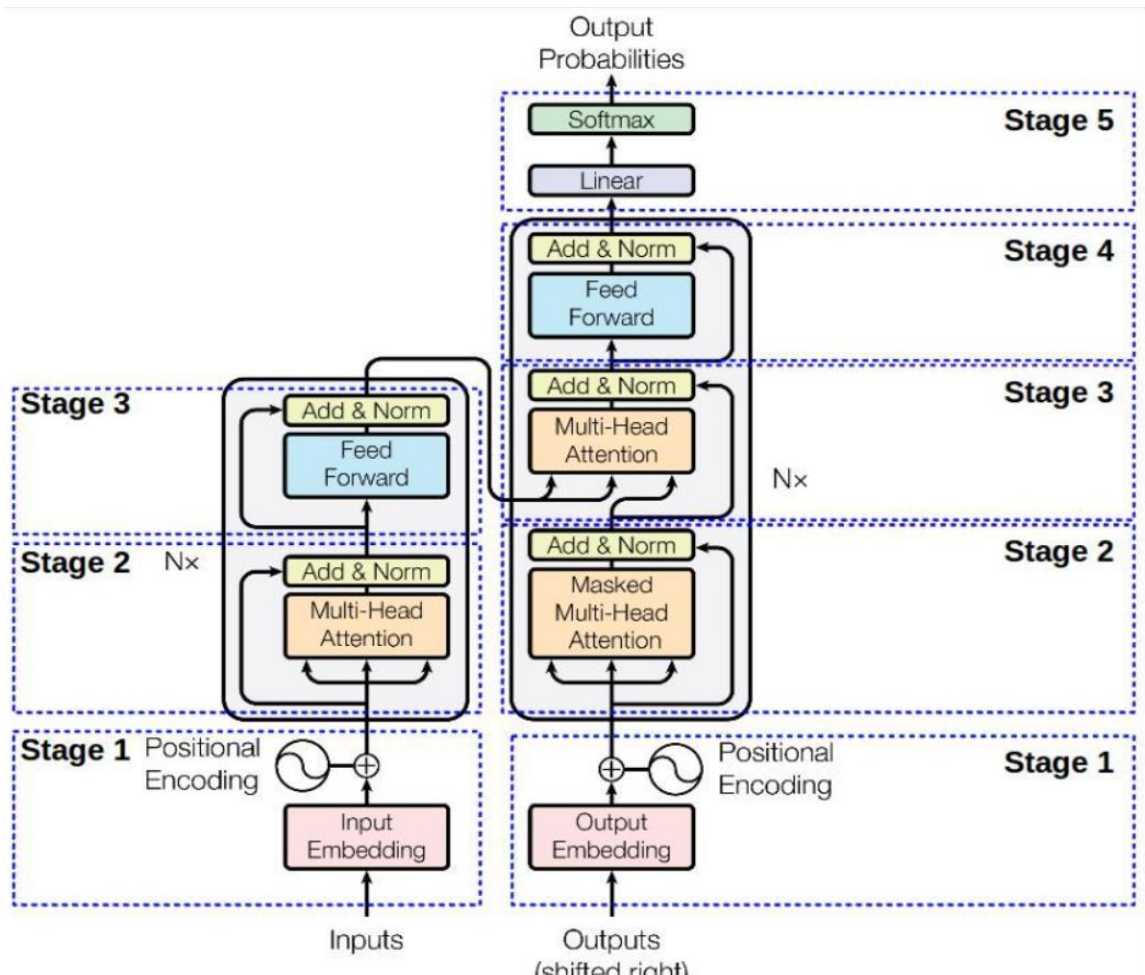 Output
Probabilities
Softmax
Stage 5
Linear
Add & Norm
Stage 4
Feed
Forward
Add & Norm
Stage 3
Multi-Head
Attention
N×
Add & Norm
Stage 2
Masked
Multi-Head
Attention
Stage 3
Add & Norm
Feed
Forward
Stage 2
N×
Add & Norm
Multi-Head
Attention
Stage 1
Positional
Encoding
Input
Embedding
Inputs
Positional
Encoding
Stage 1
Output
Embedding
Outputs
(shifted right)